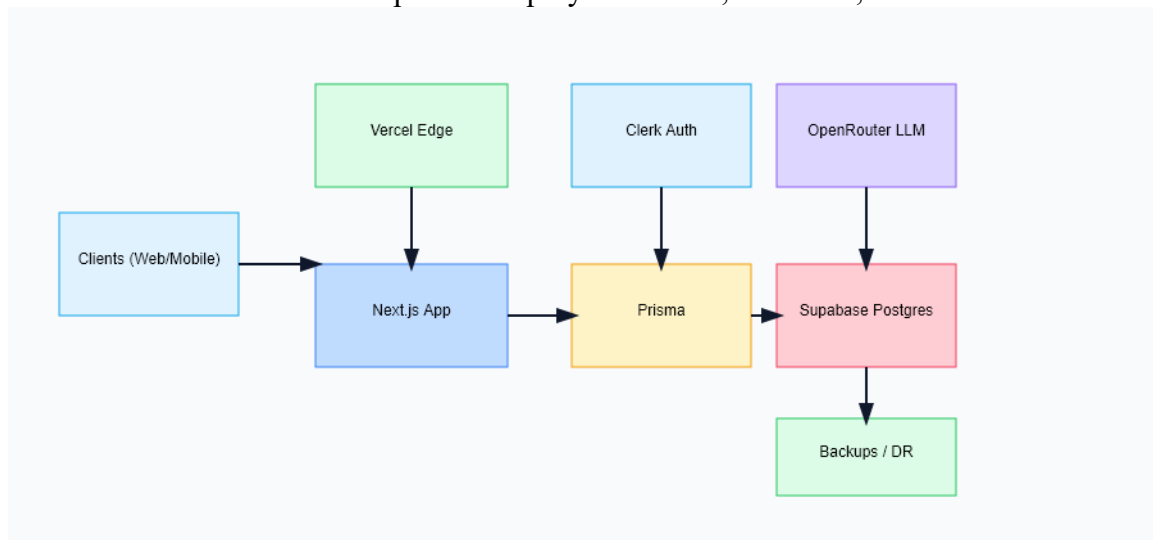 Vercel Edge
Clerk Auth
OpenRouter LLM
Clients (Web/Mobile)
Next.js App
Prisma
Supabase Postgres
Backups / DR